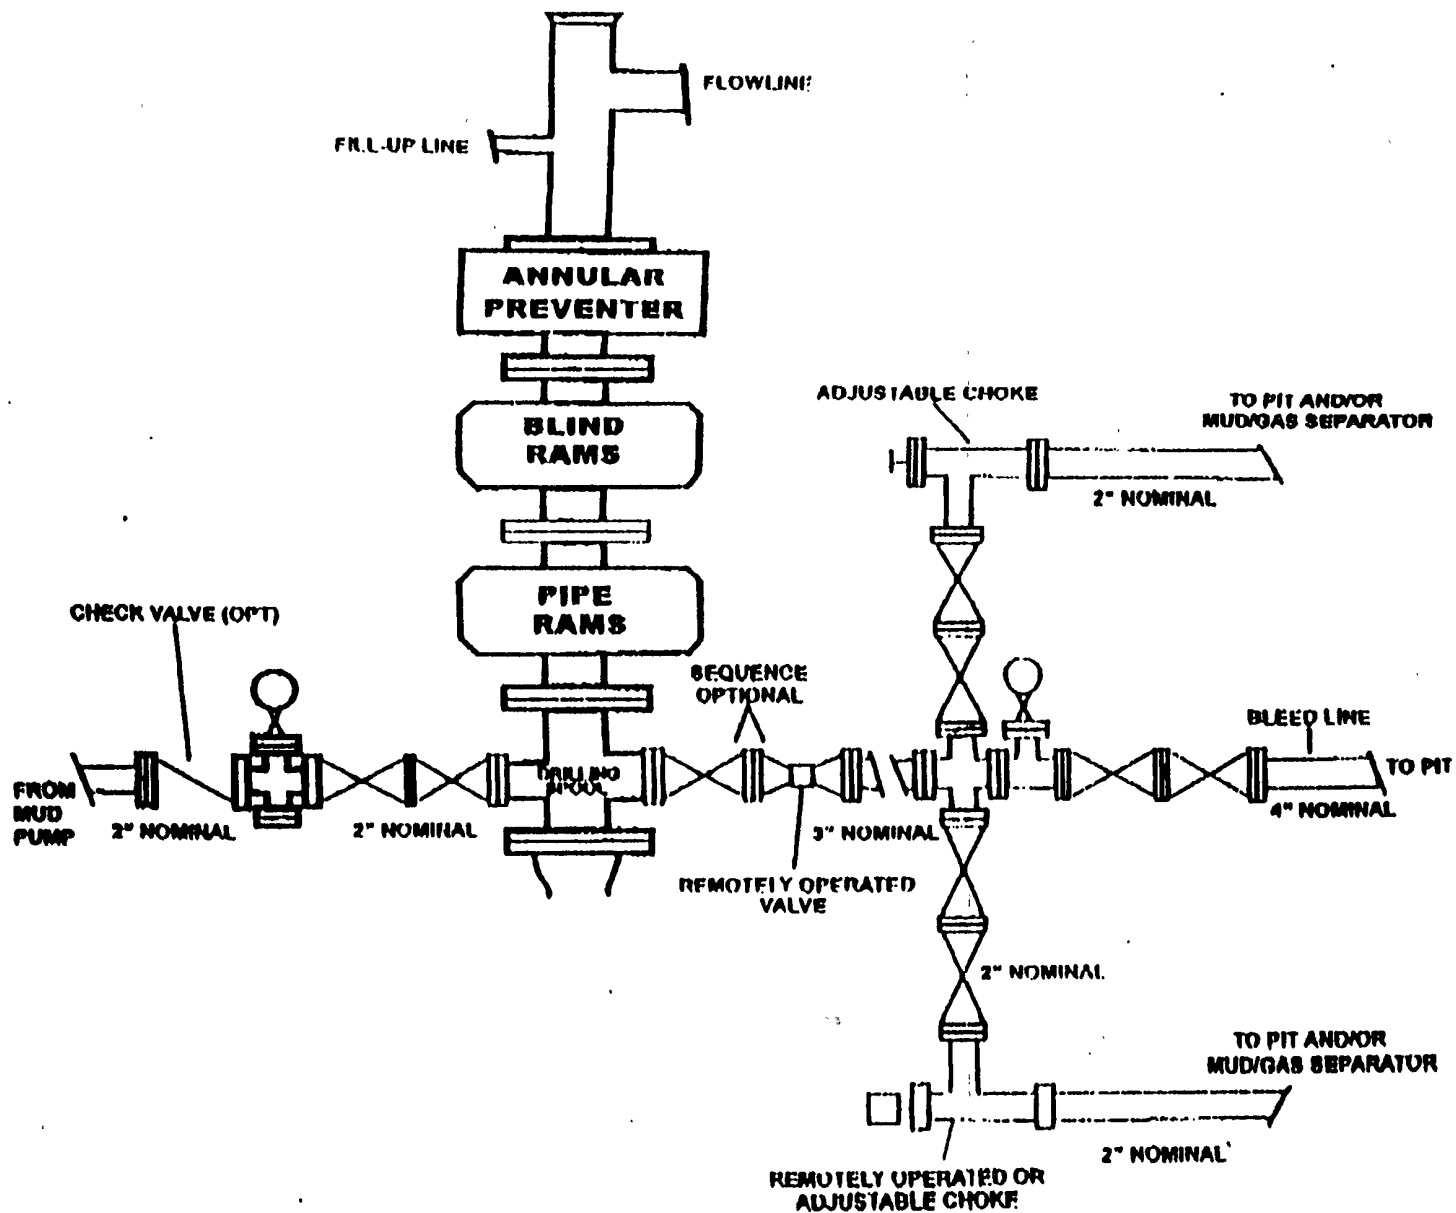 FLOWLINE
FILL-UP LINE
ANNULAR
PREVENTER
BLIND
RAMS
PIPE
RAMS
ADJUSTABLE CHOKE
TO PIT AND/OR
MUD/GAS SEPARATOR
2" NOMINAL
CHECK VALVE (OPT)
SEQUENCE
OPTIONAL
BLEED LINE
TO PIT
4" NOMINAL
FROM
MUD
PUMP
2" NOMINAL
2" NOMINAL
DRILLING
SPOOL
3" NOMINAL
REMOTELY OPERATED
VALVE
2" NOMINAL
TO PIT AND/OR
MUD/GAS SEPARATOR
2" NOMINAL
REMOTELY OPERATED OR
ADJUSTABLE CHOKE